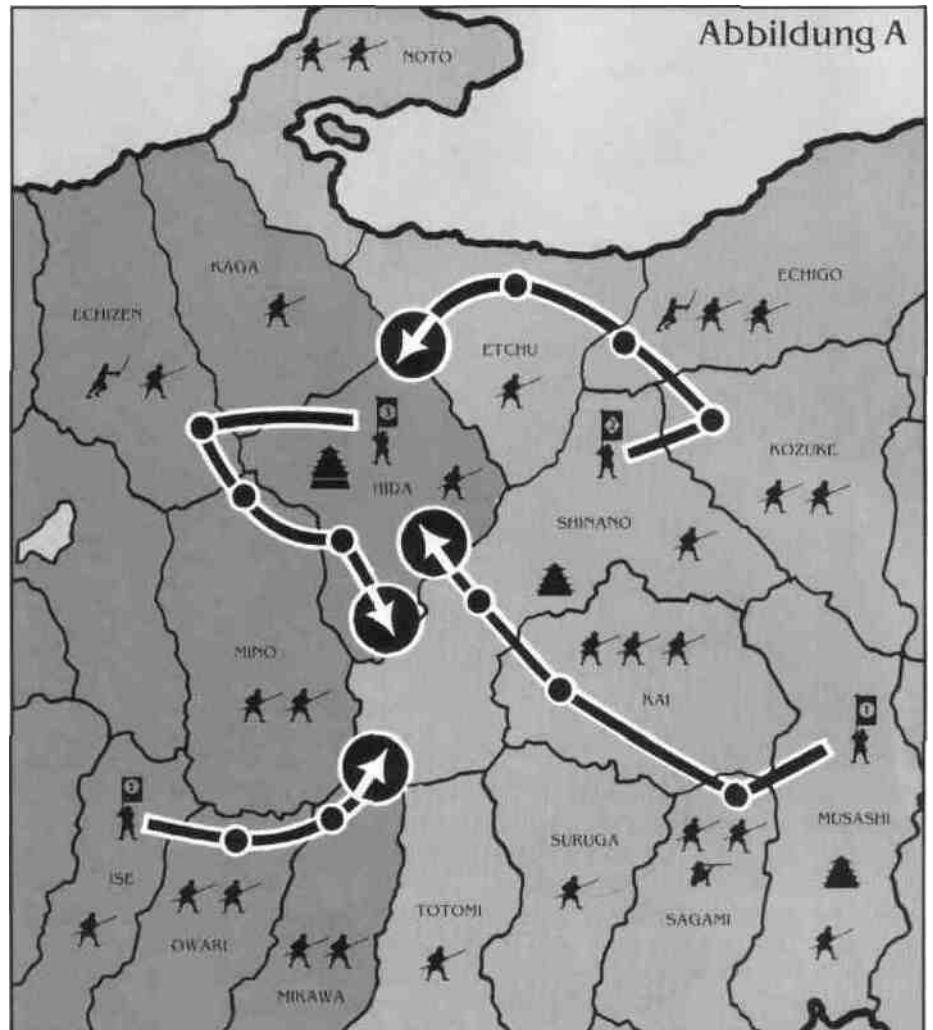 Abbildung A
NOTO
KAGA
ECHIGO
ECHIZEN
ETCHU
KOZUKE
HIDA
SHINANO
MINO
KAI
MUSASHI
SURUGA
ISE
TOTOMI
SAGAMI
OWARI
MIKAWA